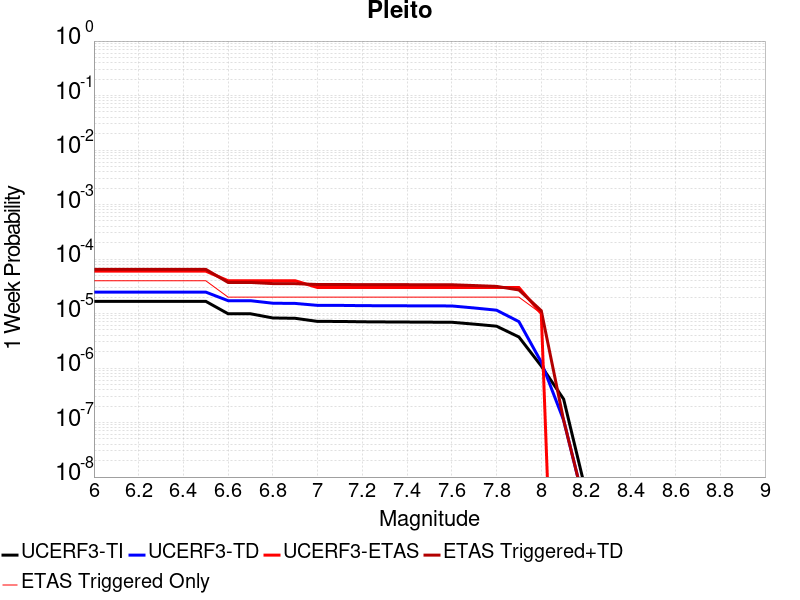 Pleito
10^0
10^-1
10^-2
10^-3
10^-4
10^-5
10^-6
10^-7
10^-8
1 Week Probability
6 6.2 6.4 6.6 6.8 7 7.2 7.4 7.6 7.8 8 8.2 8.4 8.6 8.8 9
Magnitude
UCERF3-TI UCERF3-TD UCERF3-ETAS ETAS Triggered+TD
ETAS Triggered Only